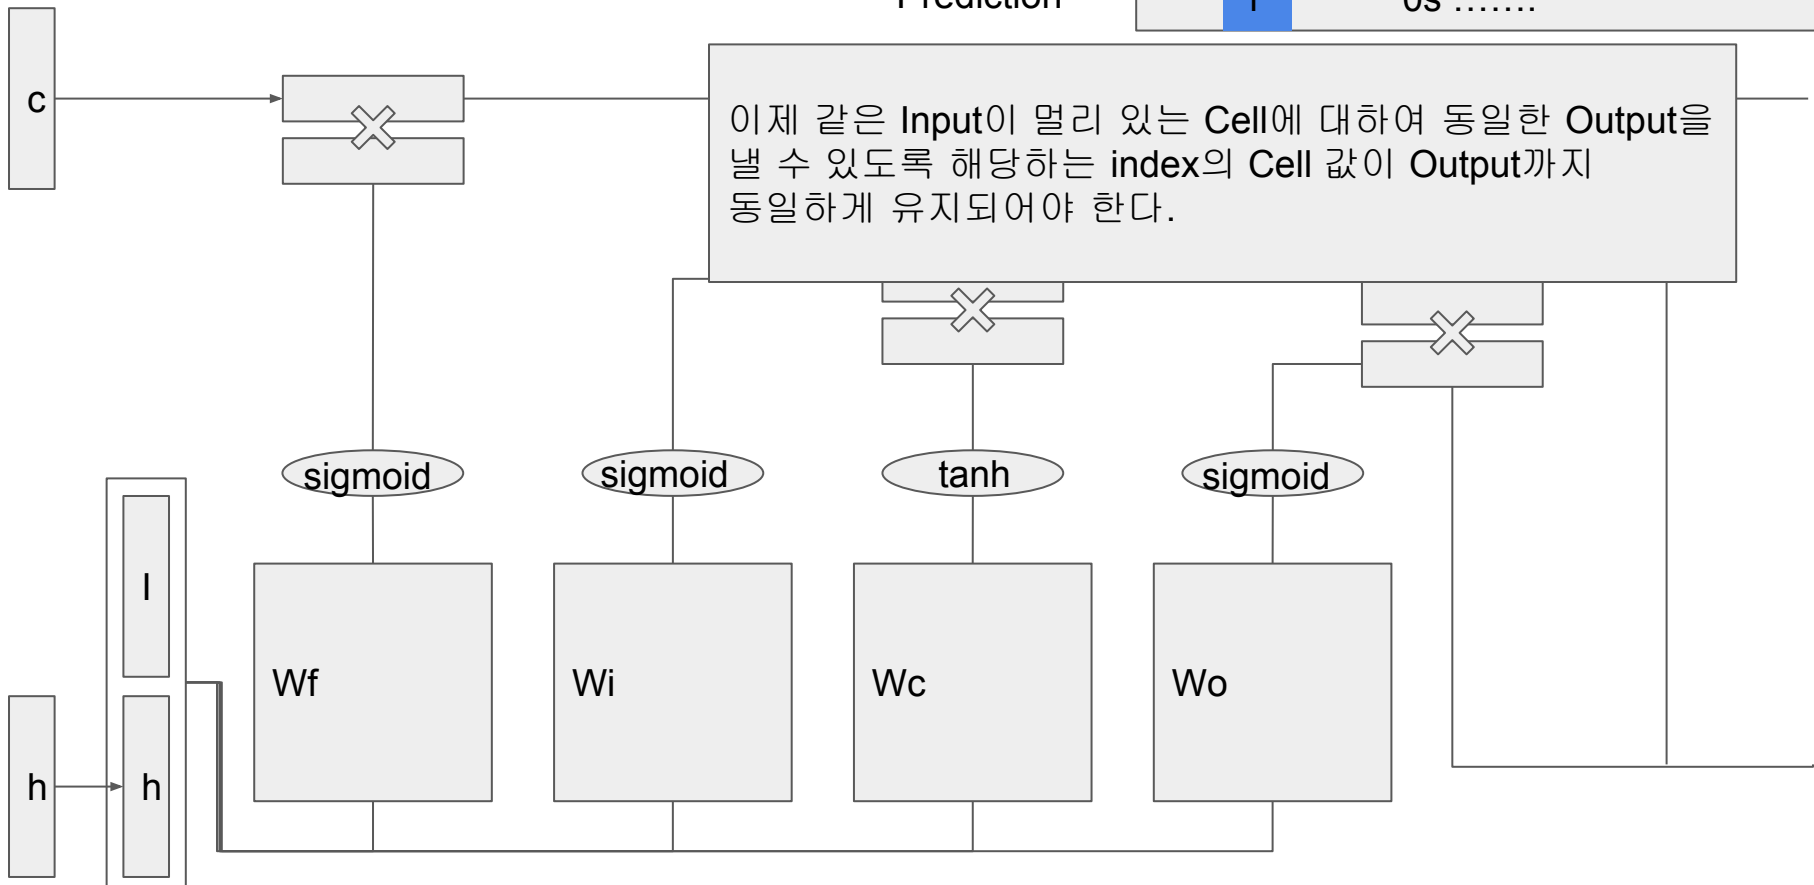 Prediction
0s .......
c
이제 같은 Input이 멀리 있는 Cell에 대하여 동일한 Output을
낼 수 있도록 해당하는 index의 Cell 값이 Output까지
동일하게 유지되어야 한다.
sigmoid
sigmoid
tanh
sigmoid
I
Wf
Wi
Wc
Wo
h
h